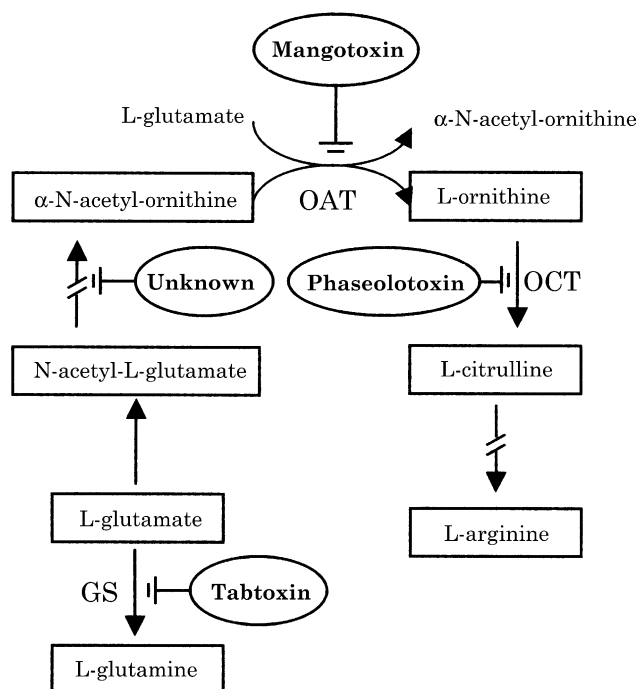 Mangotoxin
L-glutamate
α-N-acetyl-ornithine
α-N-acetyl-ornithine
OAT
L-ornithine
Unknown
Phaseolotoxin
OCT
N-acetyl-L-glutamate
L-citrulline
L-glutamate
L-arginine
GS
Tabtoxin
L-glutamine